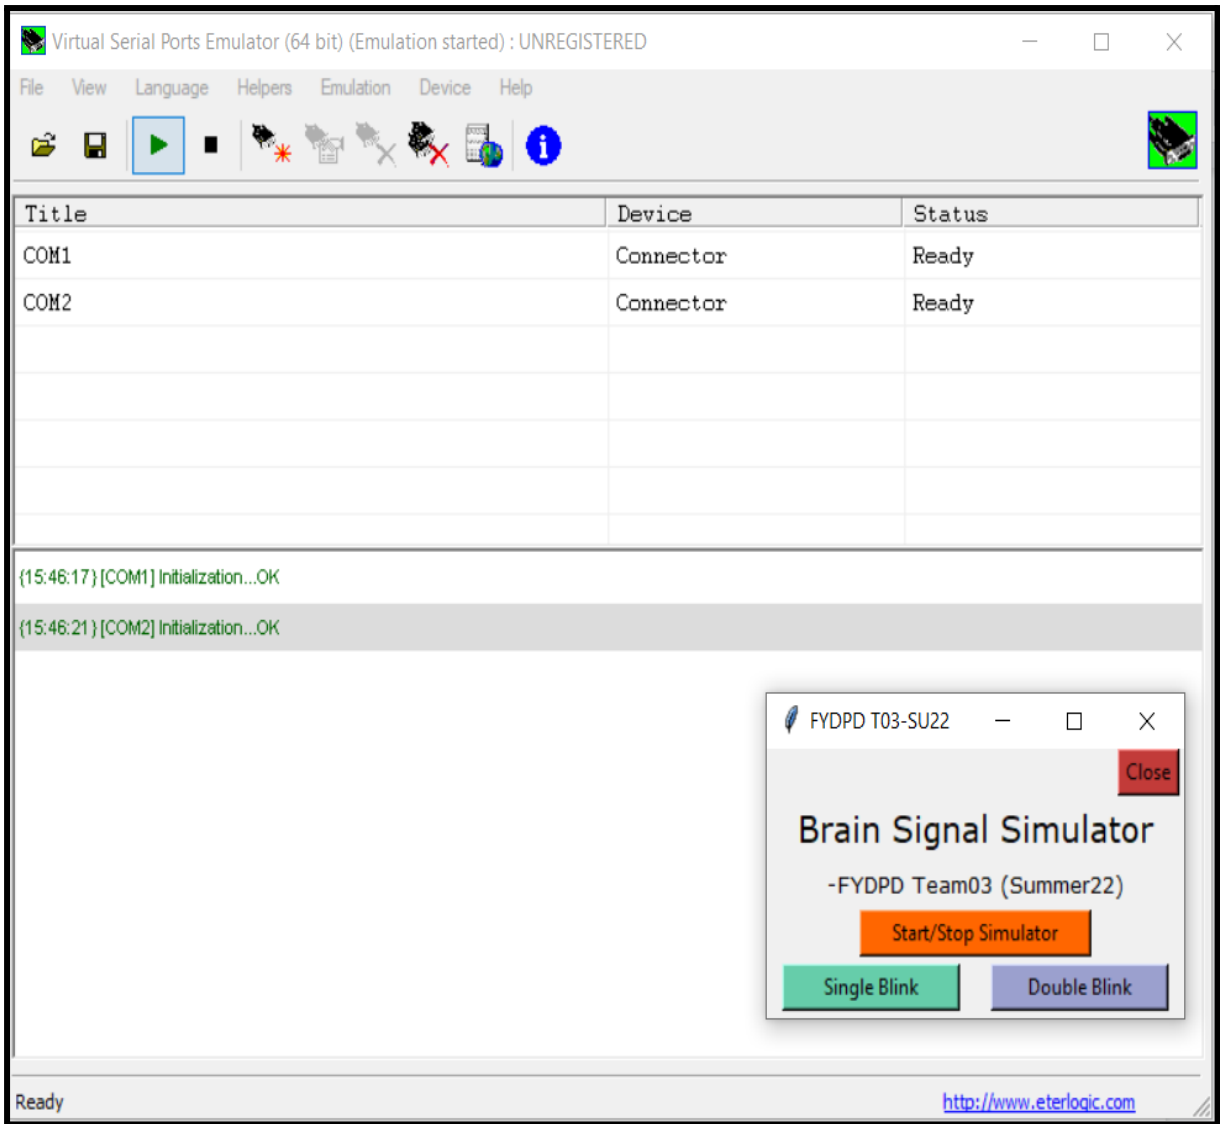 Virtual Serial Ports Emulator (64 bit) (Emulation started) : UNREGISTERED
File View Language Helpers Emulation Device Help
Title Device Status
COM1 Connector Ready
COM2 Connector Ready
{15:46:17} [COM1] Initialization...OK
{15:46:21} [COM2] Initialization...OK
FYDPD T03-SU22
Close
Brain Signal Simulator
-FYDPD Team03 (Summer22)
Start/Stop Simulator
Single Blink Double Blink
Ready http://www.eterlogic.com